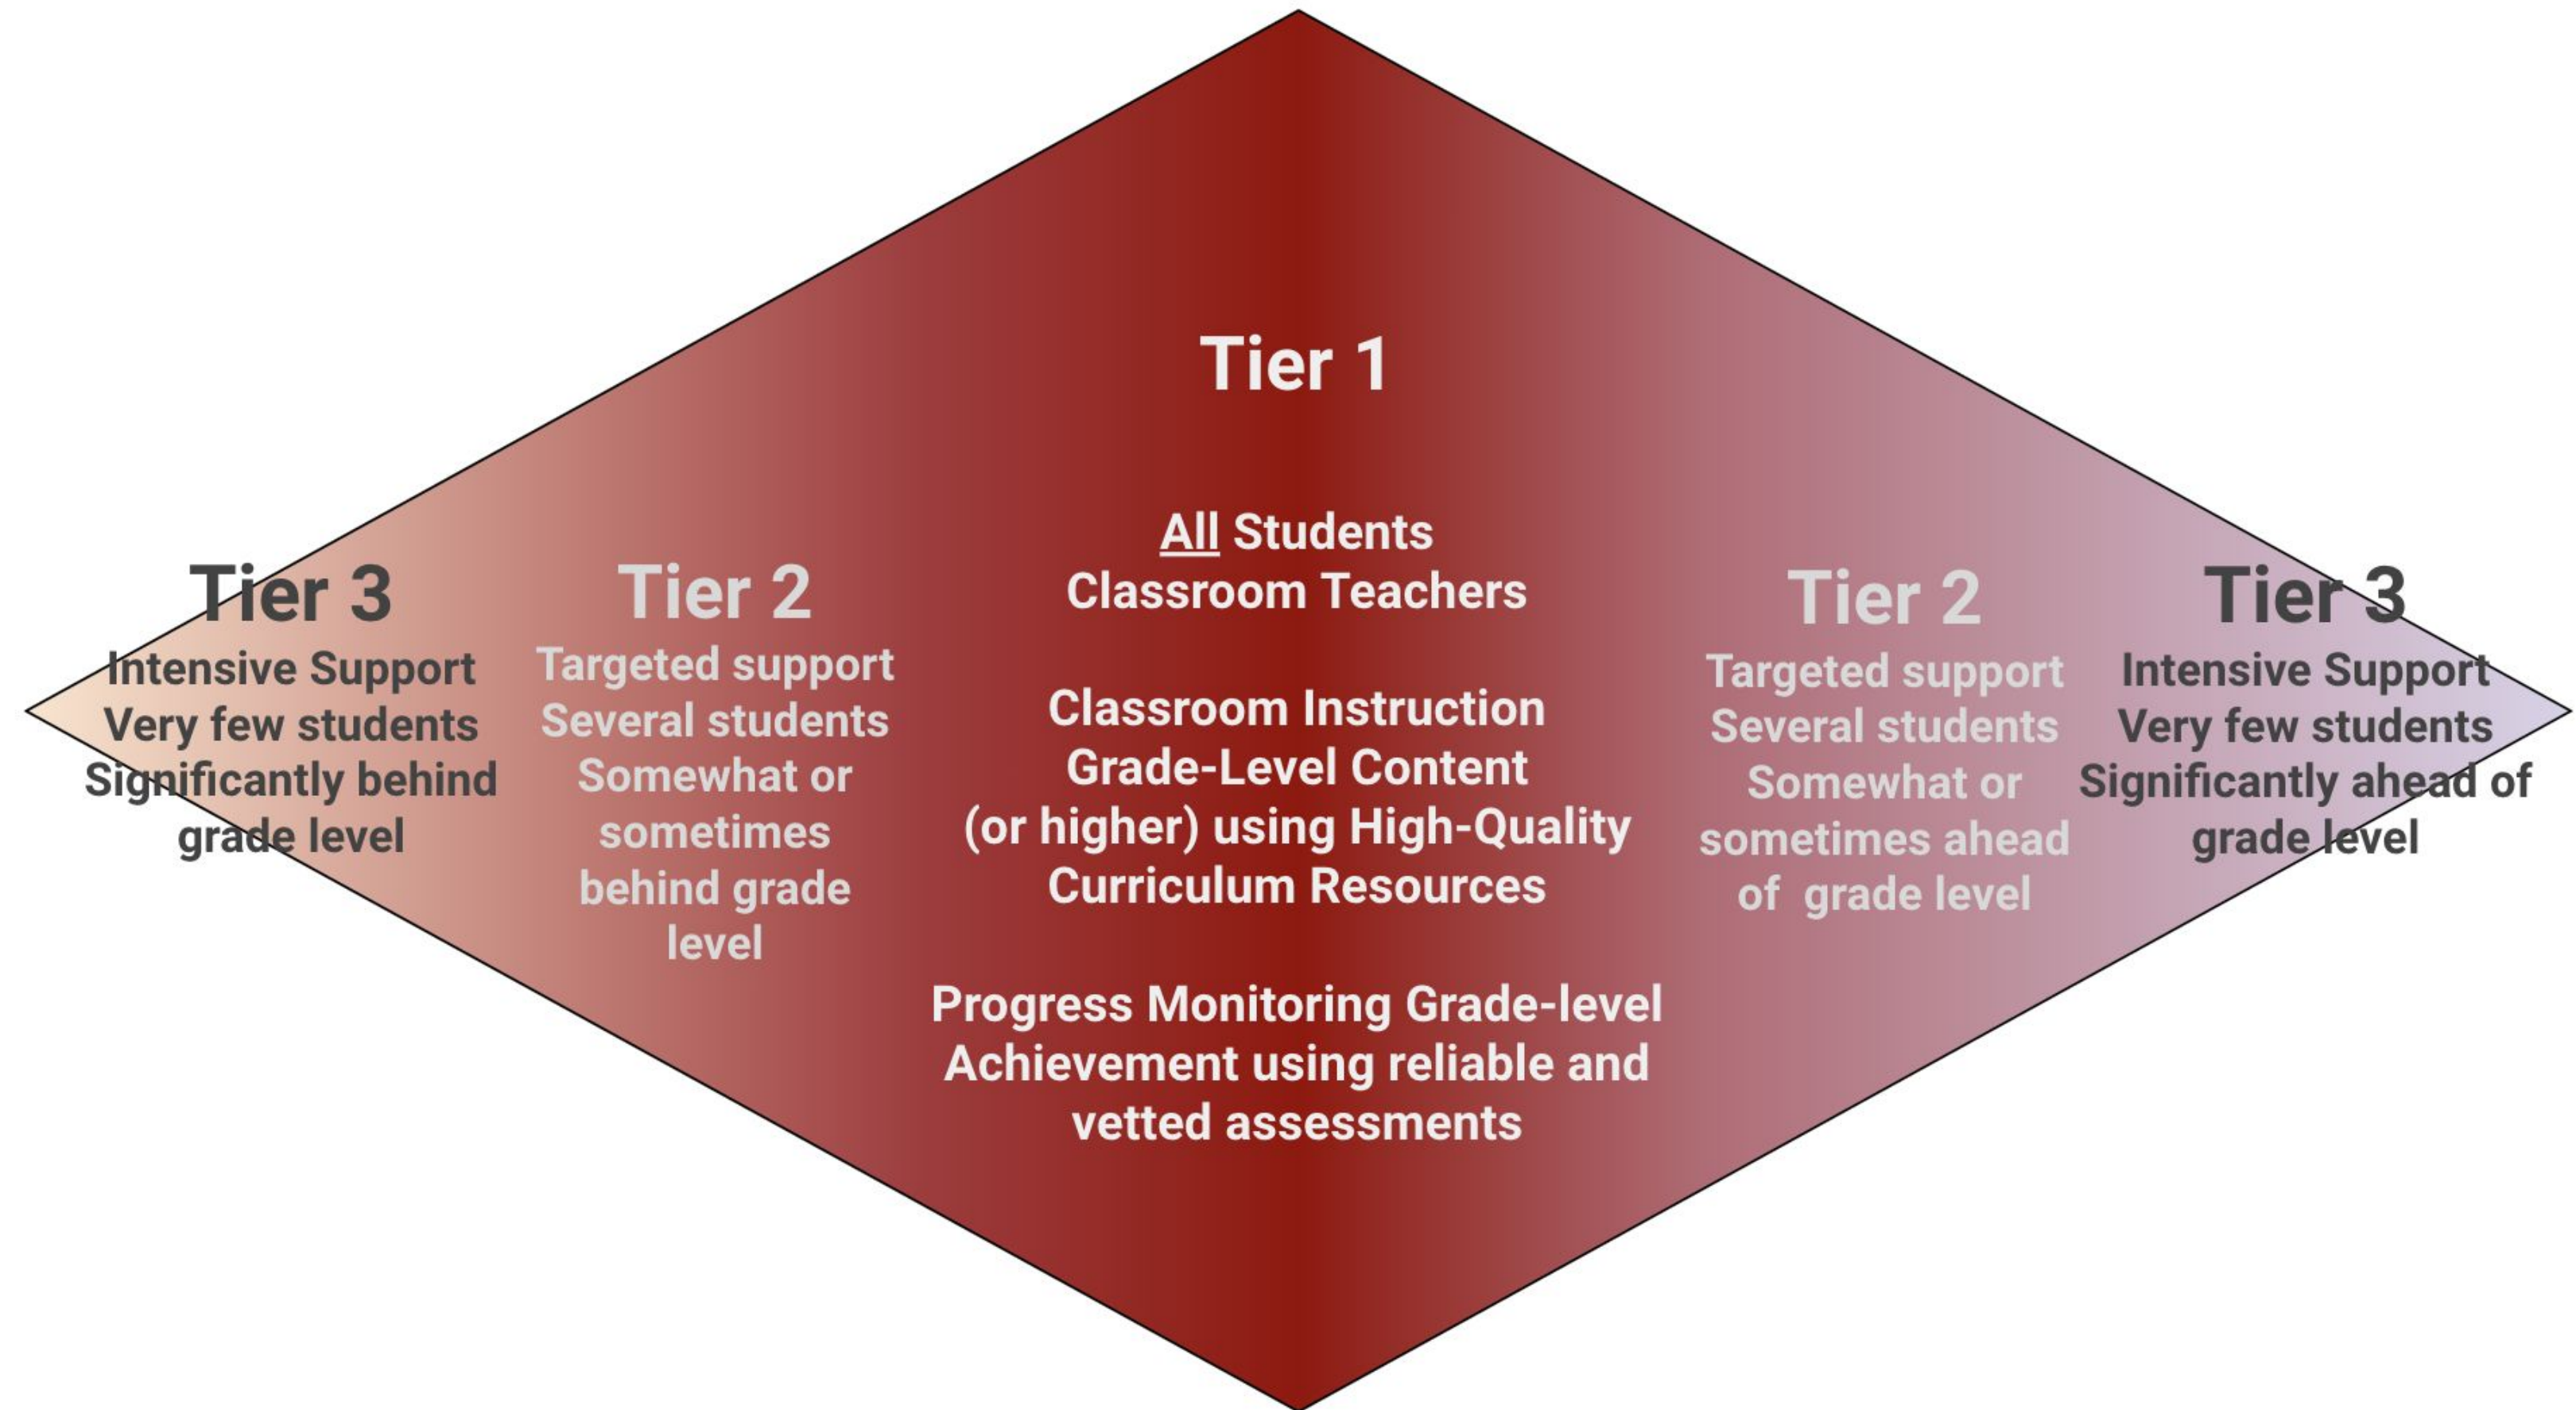 Tier 3
Intensive Support
Very few students
Significantly behind
grade level
Tier 2
Targeted support
Several students
Somewhat or
sometimes
behind grade
level
Tier 1
All Students
Classroom Teachers
Classroom Instruction
Grade-Level Content
(or higher) using High-Quality
Curriculum Resources
Progress Monitoring Grade-level
Achievement using reliable and
vetted assessments
Tier 2
Targeted support
Several students
Somewhat or
sometimes ahead
of  grade level
Tier 3
Intensive Support
Very few students
Significantly ahead of
grade level